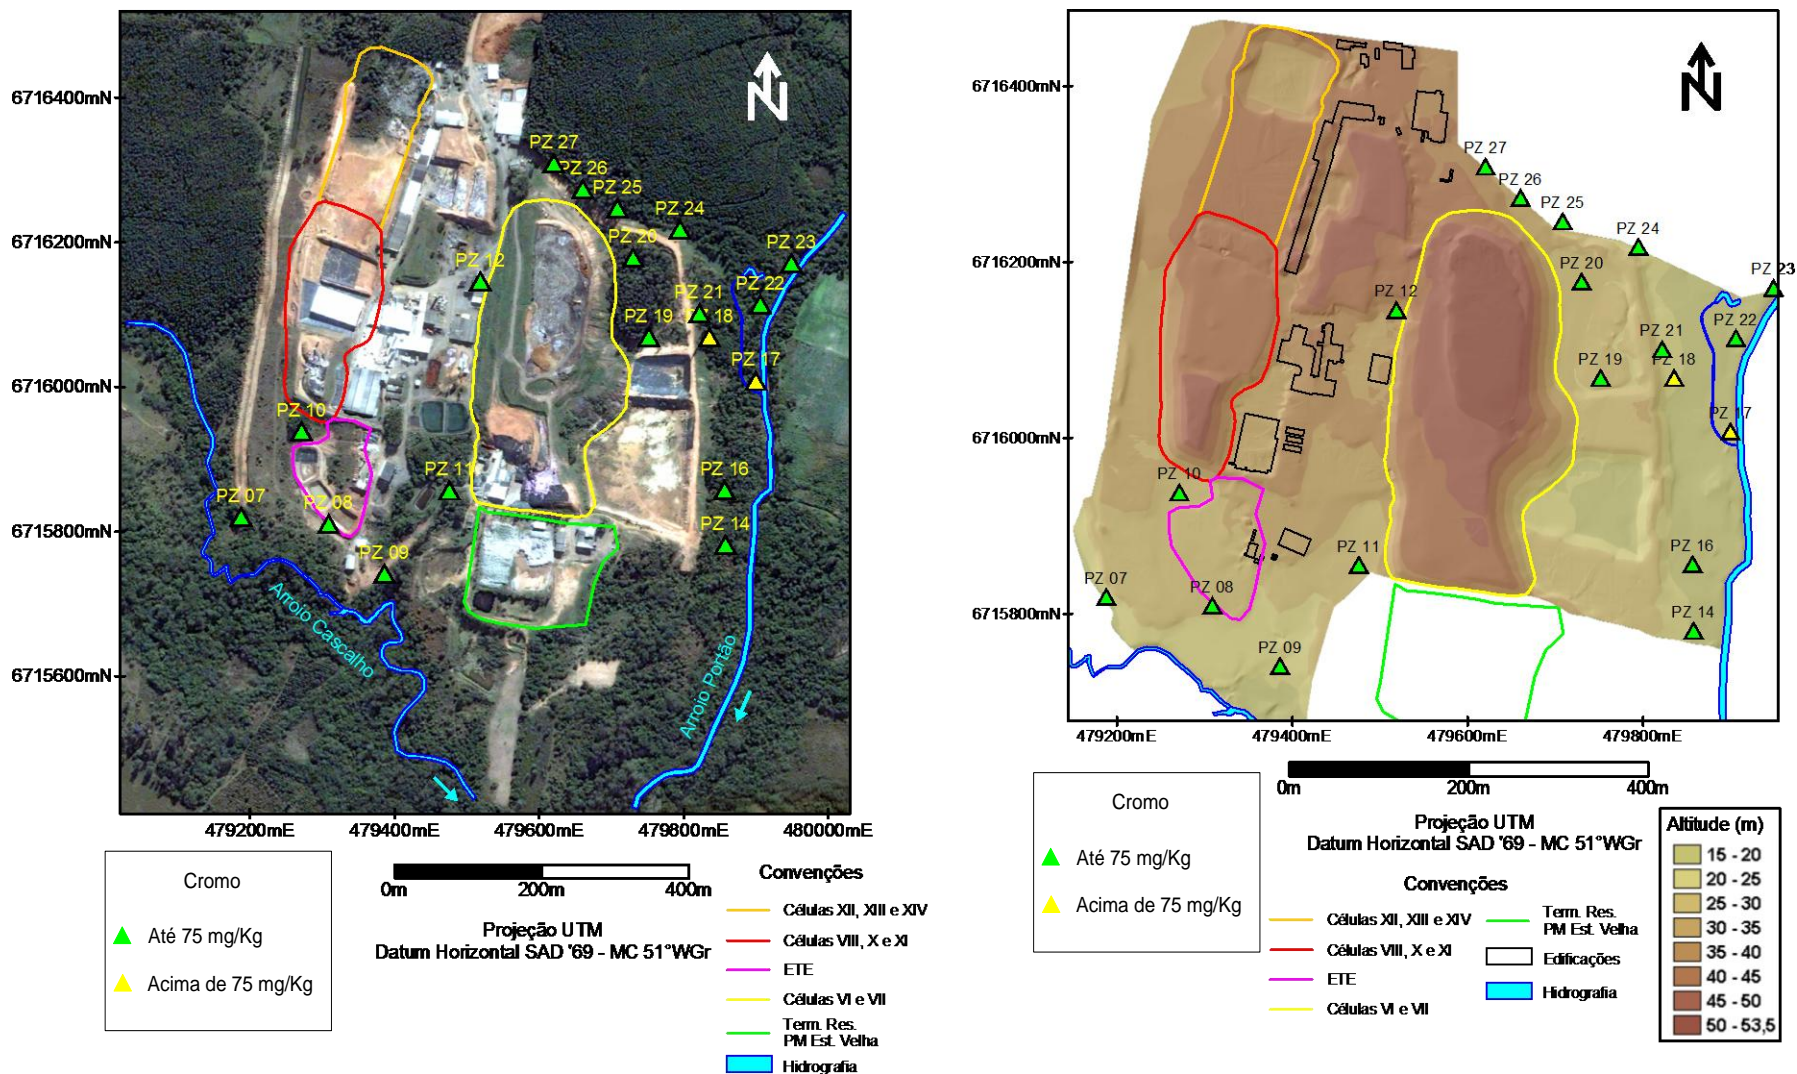 6716400mN
6716200mN
6716000mN
6715800mN
6715600mN
N
PZ 27
PZ 26
PZ 25
PZ 24
PZ 20
PZ 23
PZ 12
PZ 22
PZ 21
PZ 19
PZ 18
PZ 17
PZ 10
PZ 11
PZ 16
PZ 07
PZ 08
PZ 14
PZ 09
Arroio Cascalho
Arroio Portão
479200mE
479400mE
479600mE
479800mE
480000mE
Cromo
Até 75 mg/Kg
Acima de 75 mg/Kg
0m
200m
400m
Projeção UTM
Datum Horizontal SAD '69 - MC 51°WGr
Convenções
Células XII, XIII e XIV
Células VIII, X e XI
ETE
Células VI e VII
Term. Res.
PM Est. Velha
Hidrografia
6716400mN
6716200mN
6716000mN
6715800mN
N
PZ 27
PZ 26
PZ 25
PZ 24
PZ 23
PZ 20
PZ 12
PZ 22
PZ 21
PZ 19
PZ 18
PZ 17
PZ 10
PZ 11
PZ 16
PZ 07
PZ 08
PZ 14
PZ 09
479200mE
479400mE
479600mE
479800mE
Cromo
Até 75 mg/Kg
Acima de 75 mg/Kg
0m
200m
400m
Projeção UTM
Datum Horizontal SAD '69 - MC 51°WGr
Convenções
Células XII, XIII e XIV
Células VIII, X e XI
ETE
Células VI e VII
Term. Res.
PM Est. Velha
Edificações
Hidrografia
Altitude (m)
15 - 20
20 - 25
25 - 30
30 - 35
35 - 40
40 - 45
45 - 50
50 - 53,5